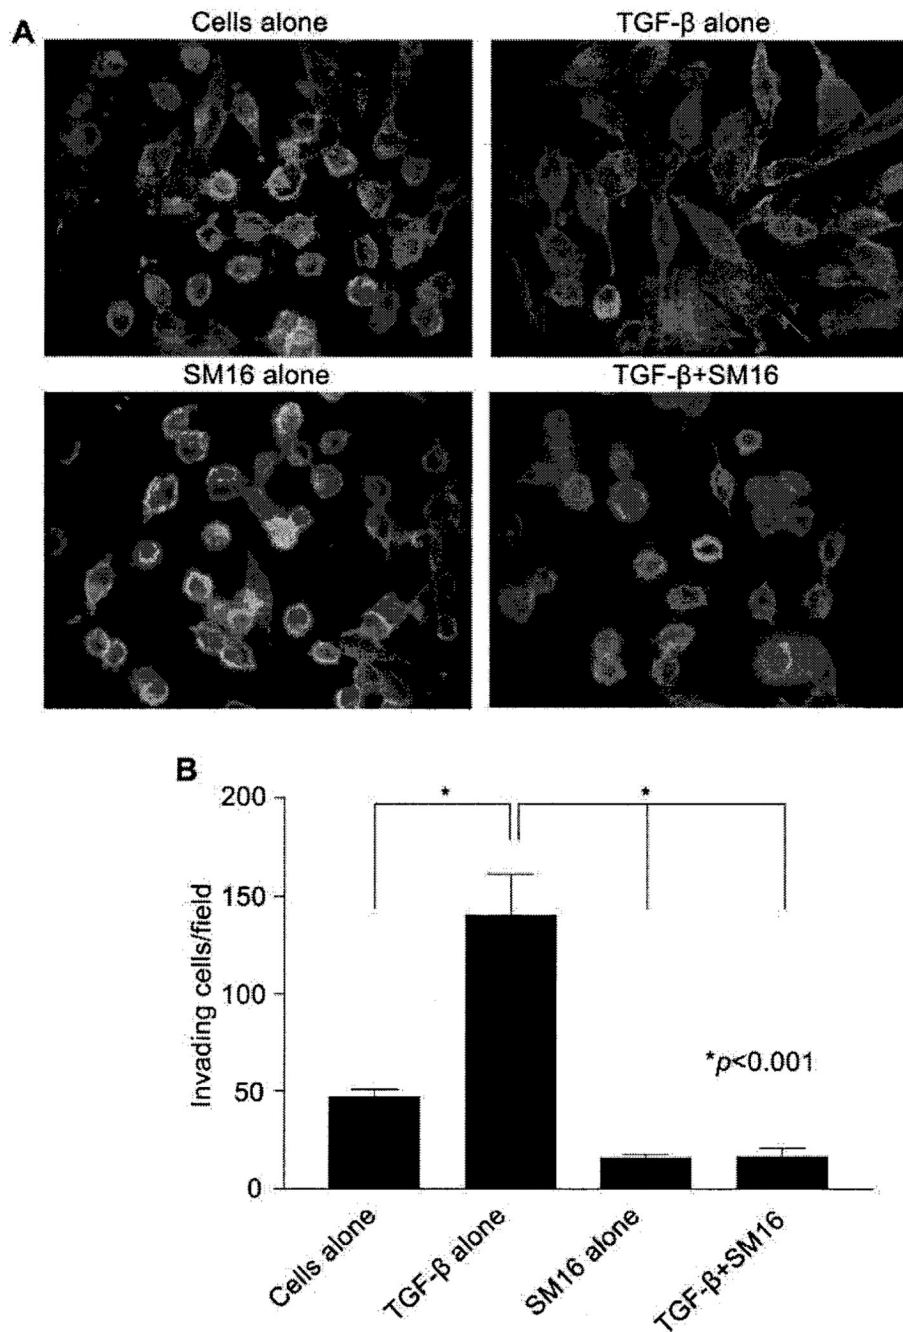 A
Cells alone
TGF-β alone
SM16 alone
TGF-β+SM16
B
200
150
100
50
0
Invading cells/field
*
*
*p<0.001
Cells alone
TGF-β alone
SM16 alone
TGF-β+SM16